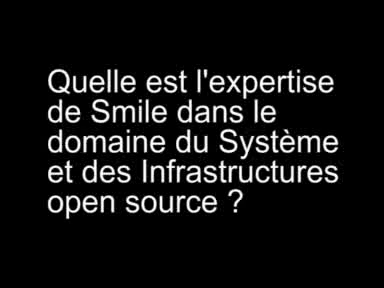 Quelle est l'expertise
de Smile dans le
domaine du Système
et des Infrastructures
open source ?